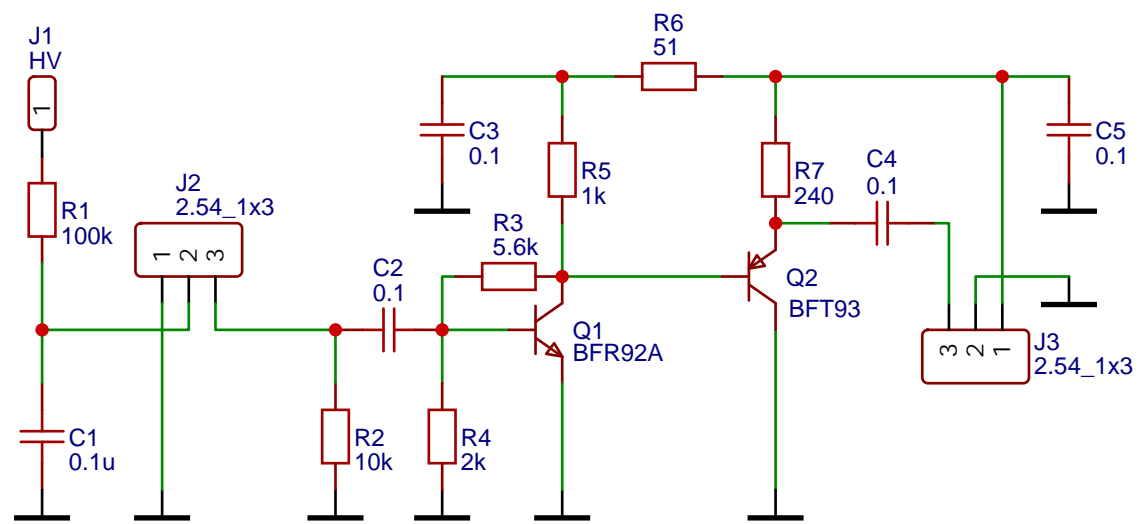 J1
HV
1
R1
100k
C1
0.1u
J2
2.54_1x3
1
2
3
R2
10k
C2
0.1
R3
5.6k
R4
2k
Q1
BFR92A
C3
0.1
R5
1k
R6
51
R7
240
Q2
BFT93
C4
0.1
C5
0.1
3
2
1
J3
2.54_1x3